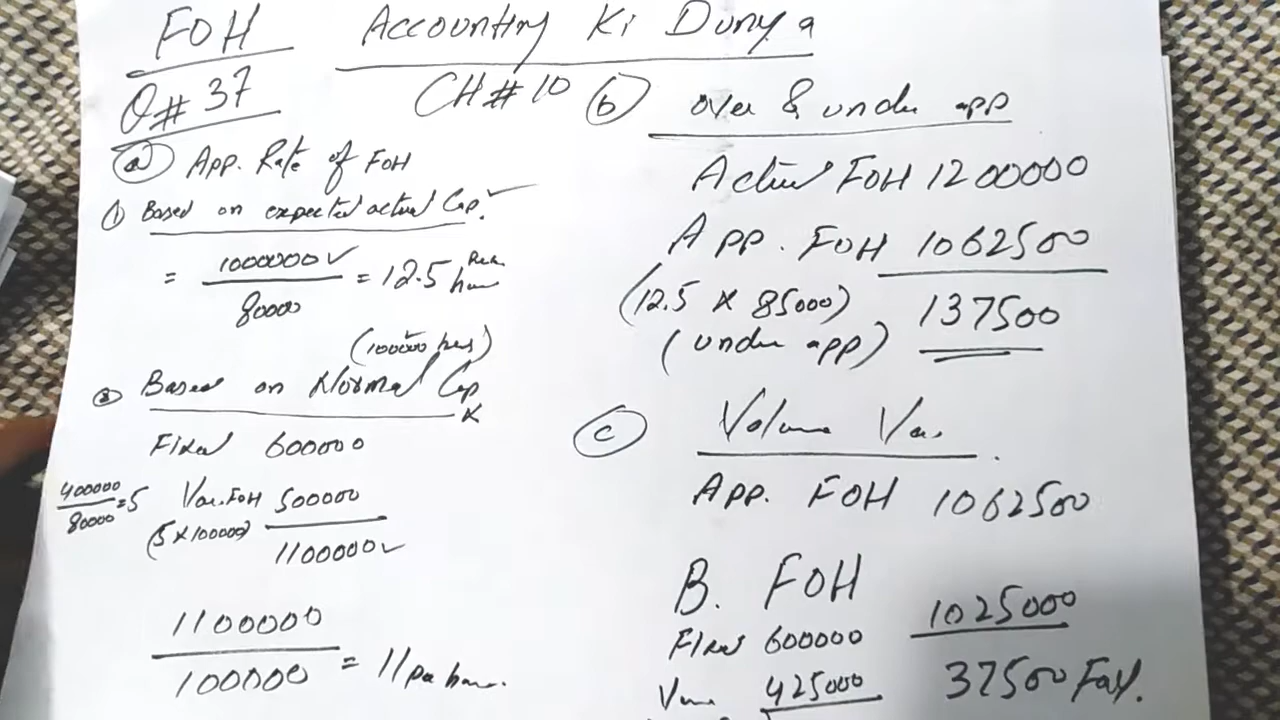 FOH Accounting Ki Dunya
Q# 37 CH# 10
(a) App. Rate of FOH
(1) Based on expected actual Cap.
= 1000000 / 80000 = 12.5 Per hour
(100000 hrs)
(2) Based on Normal Cap
Fixed 600000
400000 / 80000 = 5 Var. FOH 500000
(5 x 100000)
1100000
1100000 / 100000 = 11 per hour.
(b) over & under app
Actual FOH 1200000
App. FOH 1062500
(12.5 x 85000) 137500
(under app)
(c) Volume Var.
App. FOH 1062500
B. FOH 1025000
Fixed 600000
Var 425000 37500 Fav.